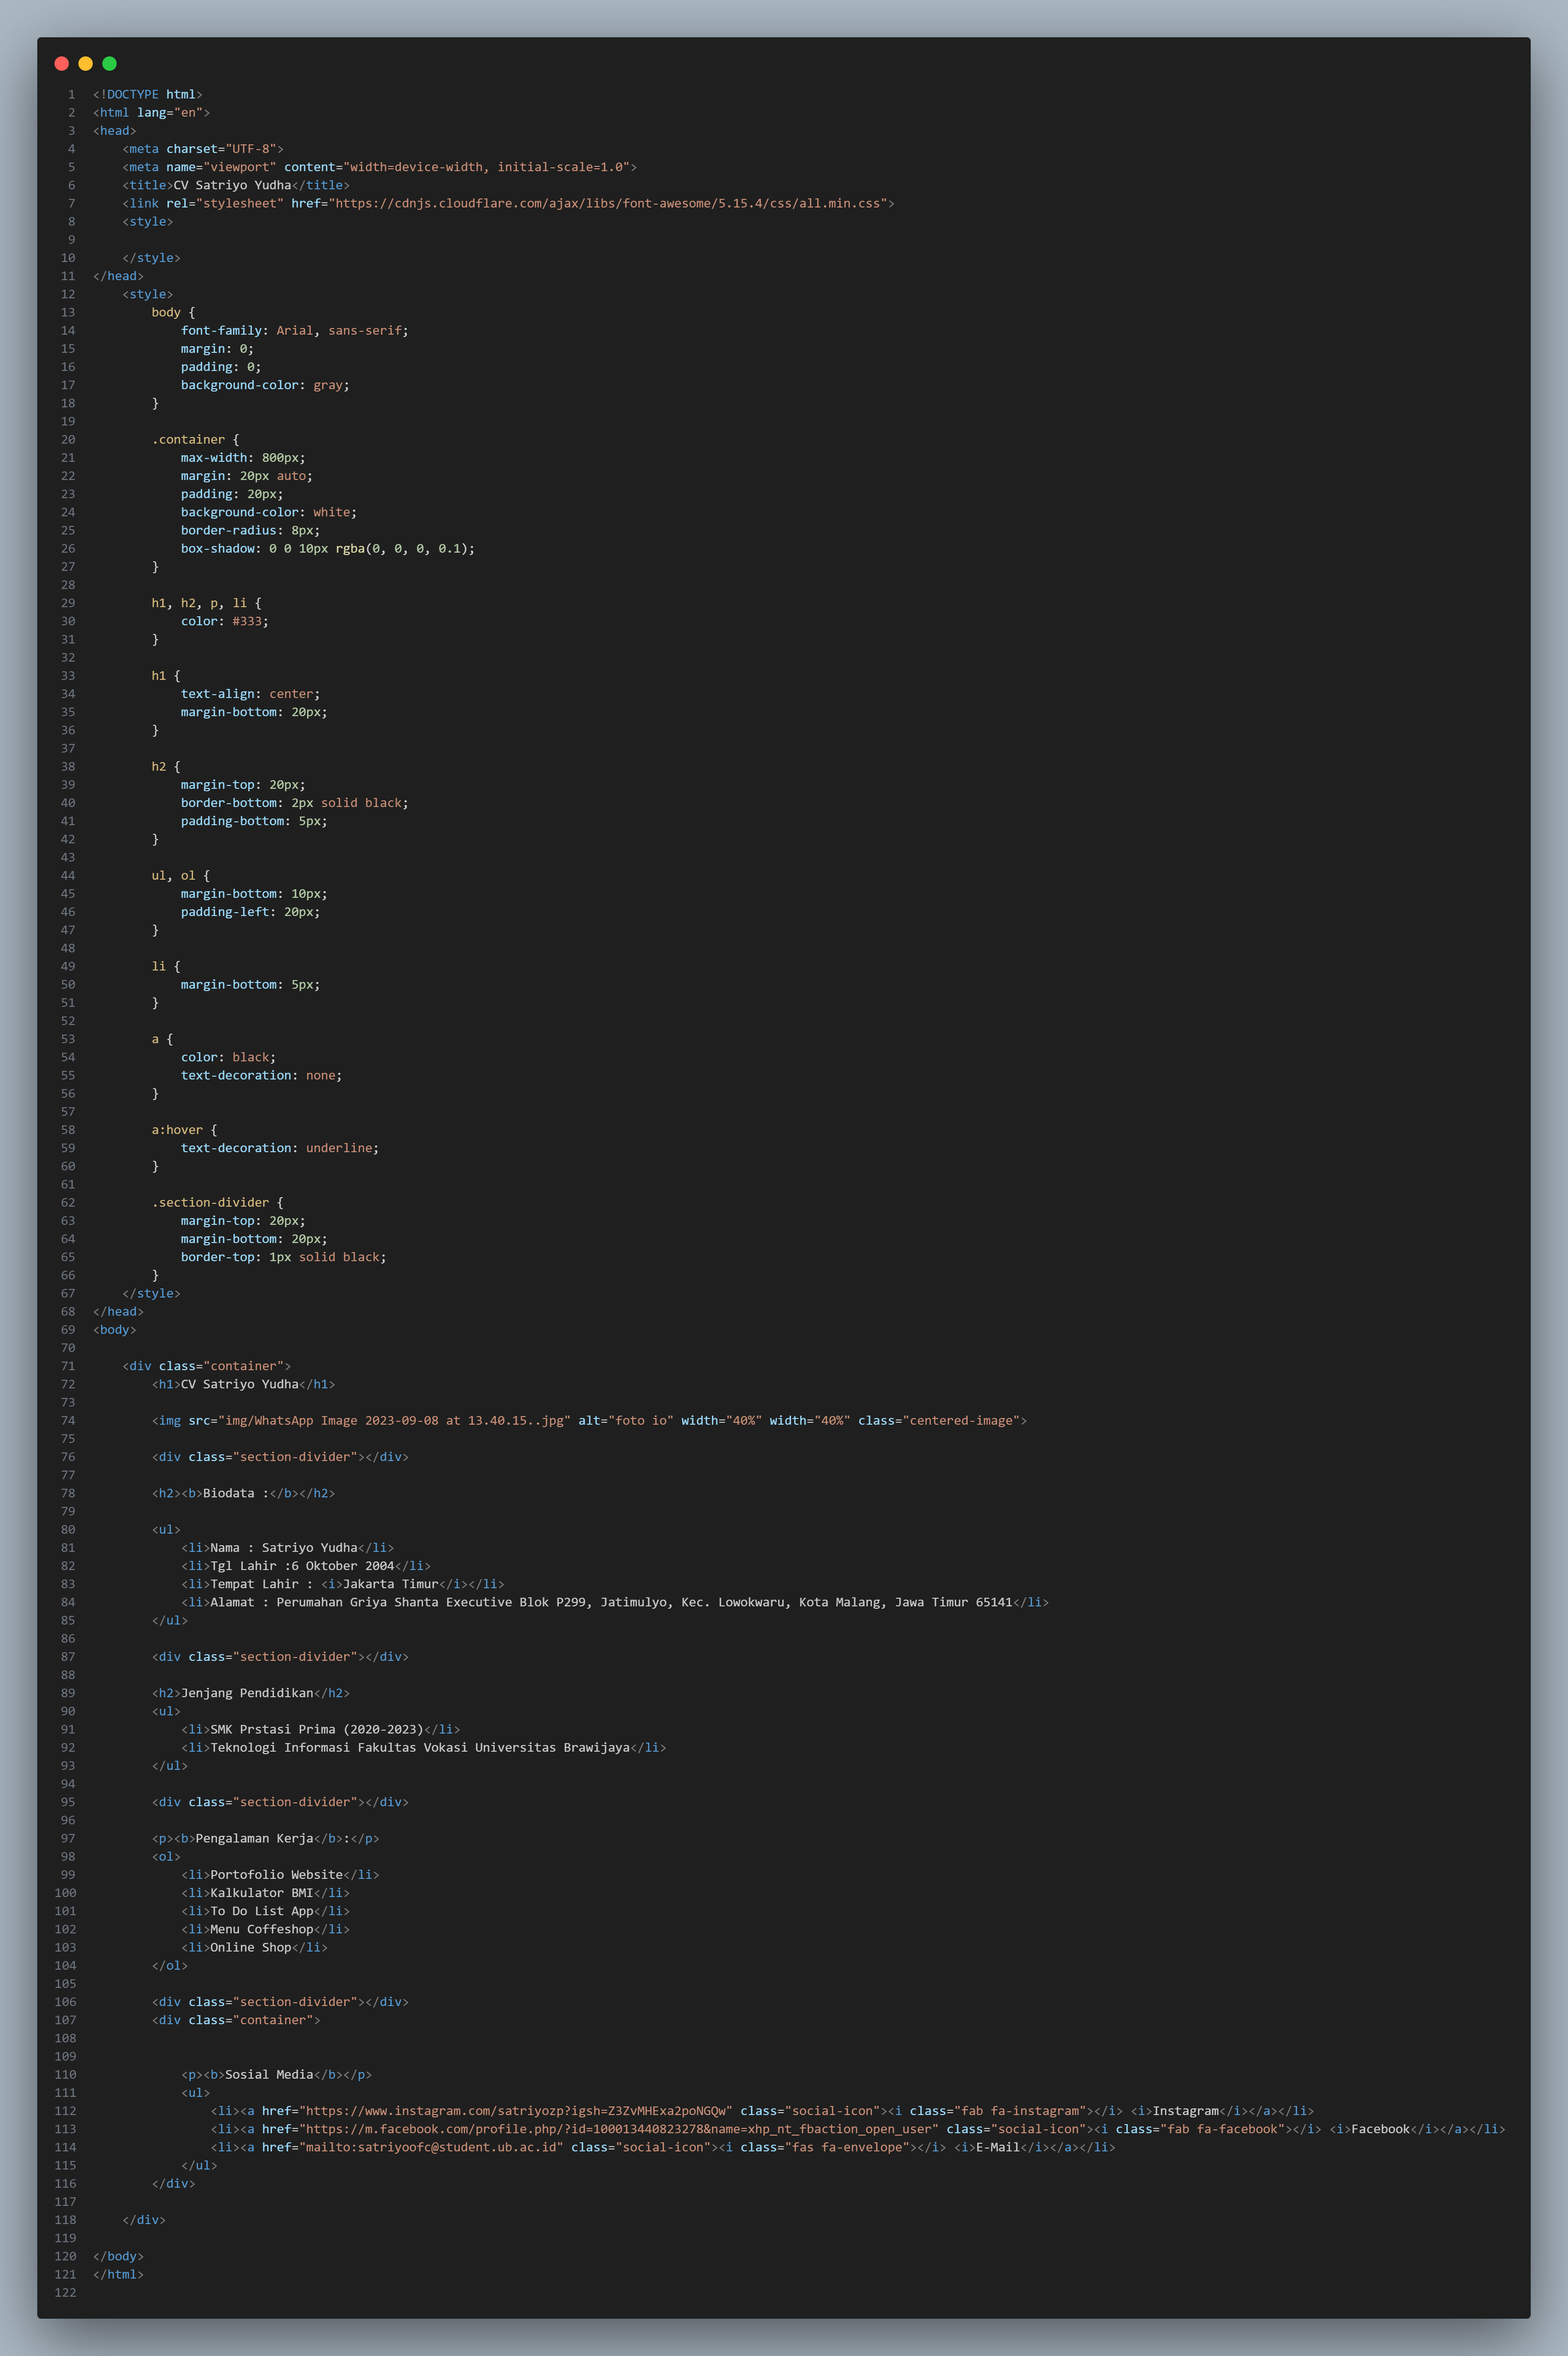 1 <!DOCTYPE html>
2 <html lang="en">
3 <head>
4     <meta charset="UTF-8">
5     <meta name="viewport" content="width=device-width, initial-scale=1.0">
6     <title>CV Satriyo Yudha</title>
7     <link rel="stylesheet" href="https://cdnjs.cloudflare.com/ajax/libs/font-awesome/5.15.4/css/all.min.css">
8     <style>
9
10     </style>
11 </head>
12     <style>
13         body {
14             font-family: Arial, sans-serif;
15             margin: 0;
16             padding: 0;
17             background-color: gray;
18         }
19
20         .container {
21             max-width: 800px;
22             margin: 20px auto;
23             padding: 20px;
24             background-color: white;
25             border-radius: 8px;
26             box-shadow: 0 0 10px rgba(0, 0, 0, 0.1);
27         }
28
29         h1, h2, p, li {
30             color: #333;
31         }
32
33         h1 {
34             text-align: center;
35             margin-bottom: 20px;
36         }
37
38         h2 {
39             margin-top: 20px;
40             border-bottom: 2px solid black;
41             padding-bottom: 5px;
42         }
43
44         ul, ol {
45             margin-bottom: 10px;
46             padding-left: 20px;
47         }
48
49         li {
50             margin-bottom: 5px;
51         }
52
53         a {
54             color: black;
55             text-decoration: none;
56         }
57
58         a:hover {
59             text-decoration: underline;
60         }
61
62         .section-divider {
63             margin-top: 20px;
64             margin-bottom: 20px;
65             border-top: 1px solid black;
66         }
67     </style>
68 </head>
69 <body>
70
71     <div class="container">
72         <h1>CV Satriyo Yudha</h1>
73
74         <img src="img/WhatsApp Image 2023-09-08 at 13.40.15..jpg" alt="foto io" width="40%" width="40%" class="centered-image">
75
76         <div class="section-divider"></div>
77
78         <h2><b>Biodata :</b></h2>
79
80         <ul>
81             <li>Nama : Satriyo Yudha</li>
82             <li>Tgl Lahir :6 Oktober 2004</li>
83             <li>Tempat Lahir : <i>Jakarta Timur</i></li>
84             <li>Alamat : Perumahan Griya Shanta Executive Blok P299, Jatimulyo, Kec. Lowokwaru, Kota Malang, Jawa Timur 65141</li>
85         </ul>
86
87         <div class="section-divider"></div>
88
89         <h2>Jenjang Pendidikan</h2>
90         <ul>
91             <li>SMK Prstasi Prima (2020-2023)</li>
92             <li>Teknologi Informasi Fakultas Vokasi Universitas Brawijaya</li>
93         </ul>
94
95         <div class="section-divider"></div>
96
97         <p><b>Pengalaman Kerja</b>:</p>
98         <ol>
99             <li>Portofolio Website</li>
100             <li>Kalkulator BMI</li>
101             <li>To Do List App</li>
102             <li>Menu Coffeshop</li>
103             <li>Online Shop</li>
104         </ol>
105
106         <div class="section-divider"></div>
107         <div class="container">
108
109
110             <p><b>Sosial Media</b></p>
111             <ul>
112                 <li><a href="https://www.instagram.com/satriyozp?igsh=Z3ZvMHExa2poNGQw" class="social-icon"><i class="fab fa-instagram"></i> <i>Instagram</i></a></li>
113                 <li><a href="https://m.facebook.com/profile.php/?id=100013440823278&name=xhp_nt_fbaction_open_user" class="social-icon"><i class="fab fa-facebook"></i> <i>Facebook</i></a></li>
114                 <li><a href="mailto:satriyoofc@student.ub.ac.id" class="social-icon"><i class="fas fa-envelope"></i> <i>E-Mail</i></a></li>
115             </ul>
116         </div>
117
118     </div>
119
120 </body>
121 </html>
122